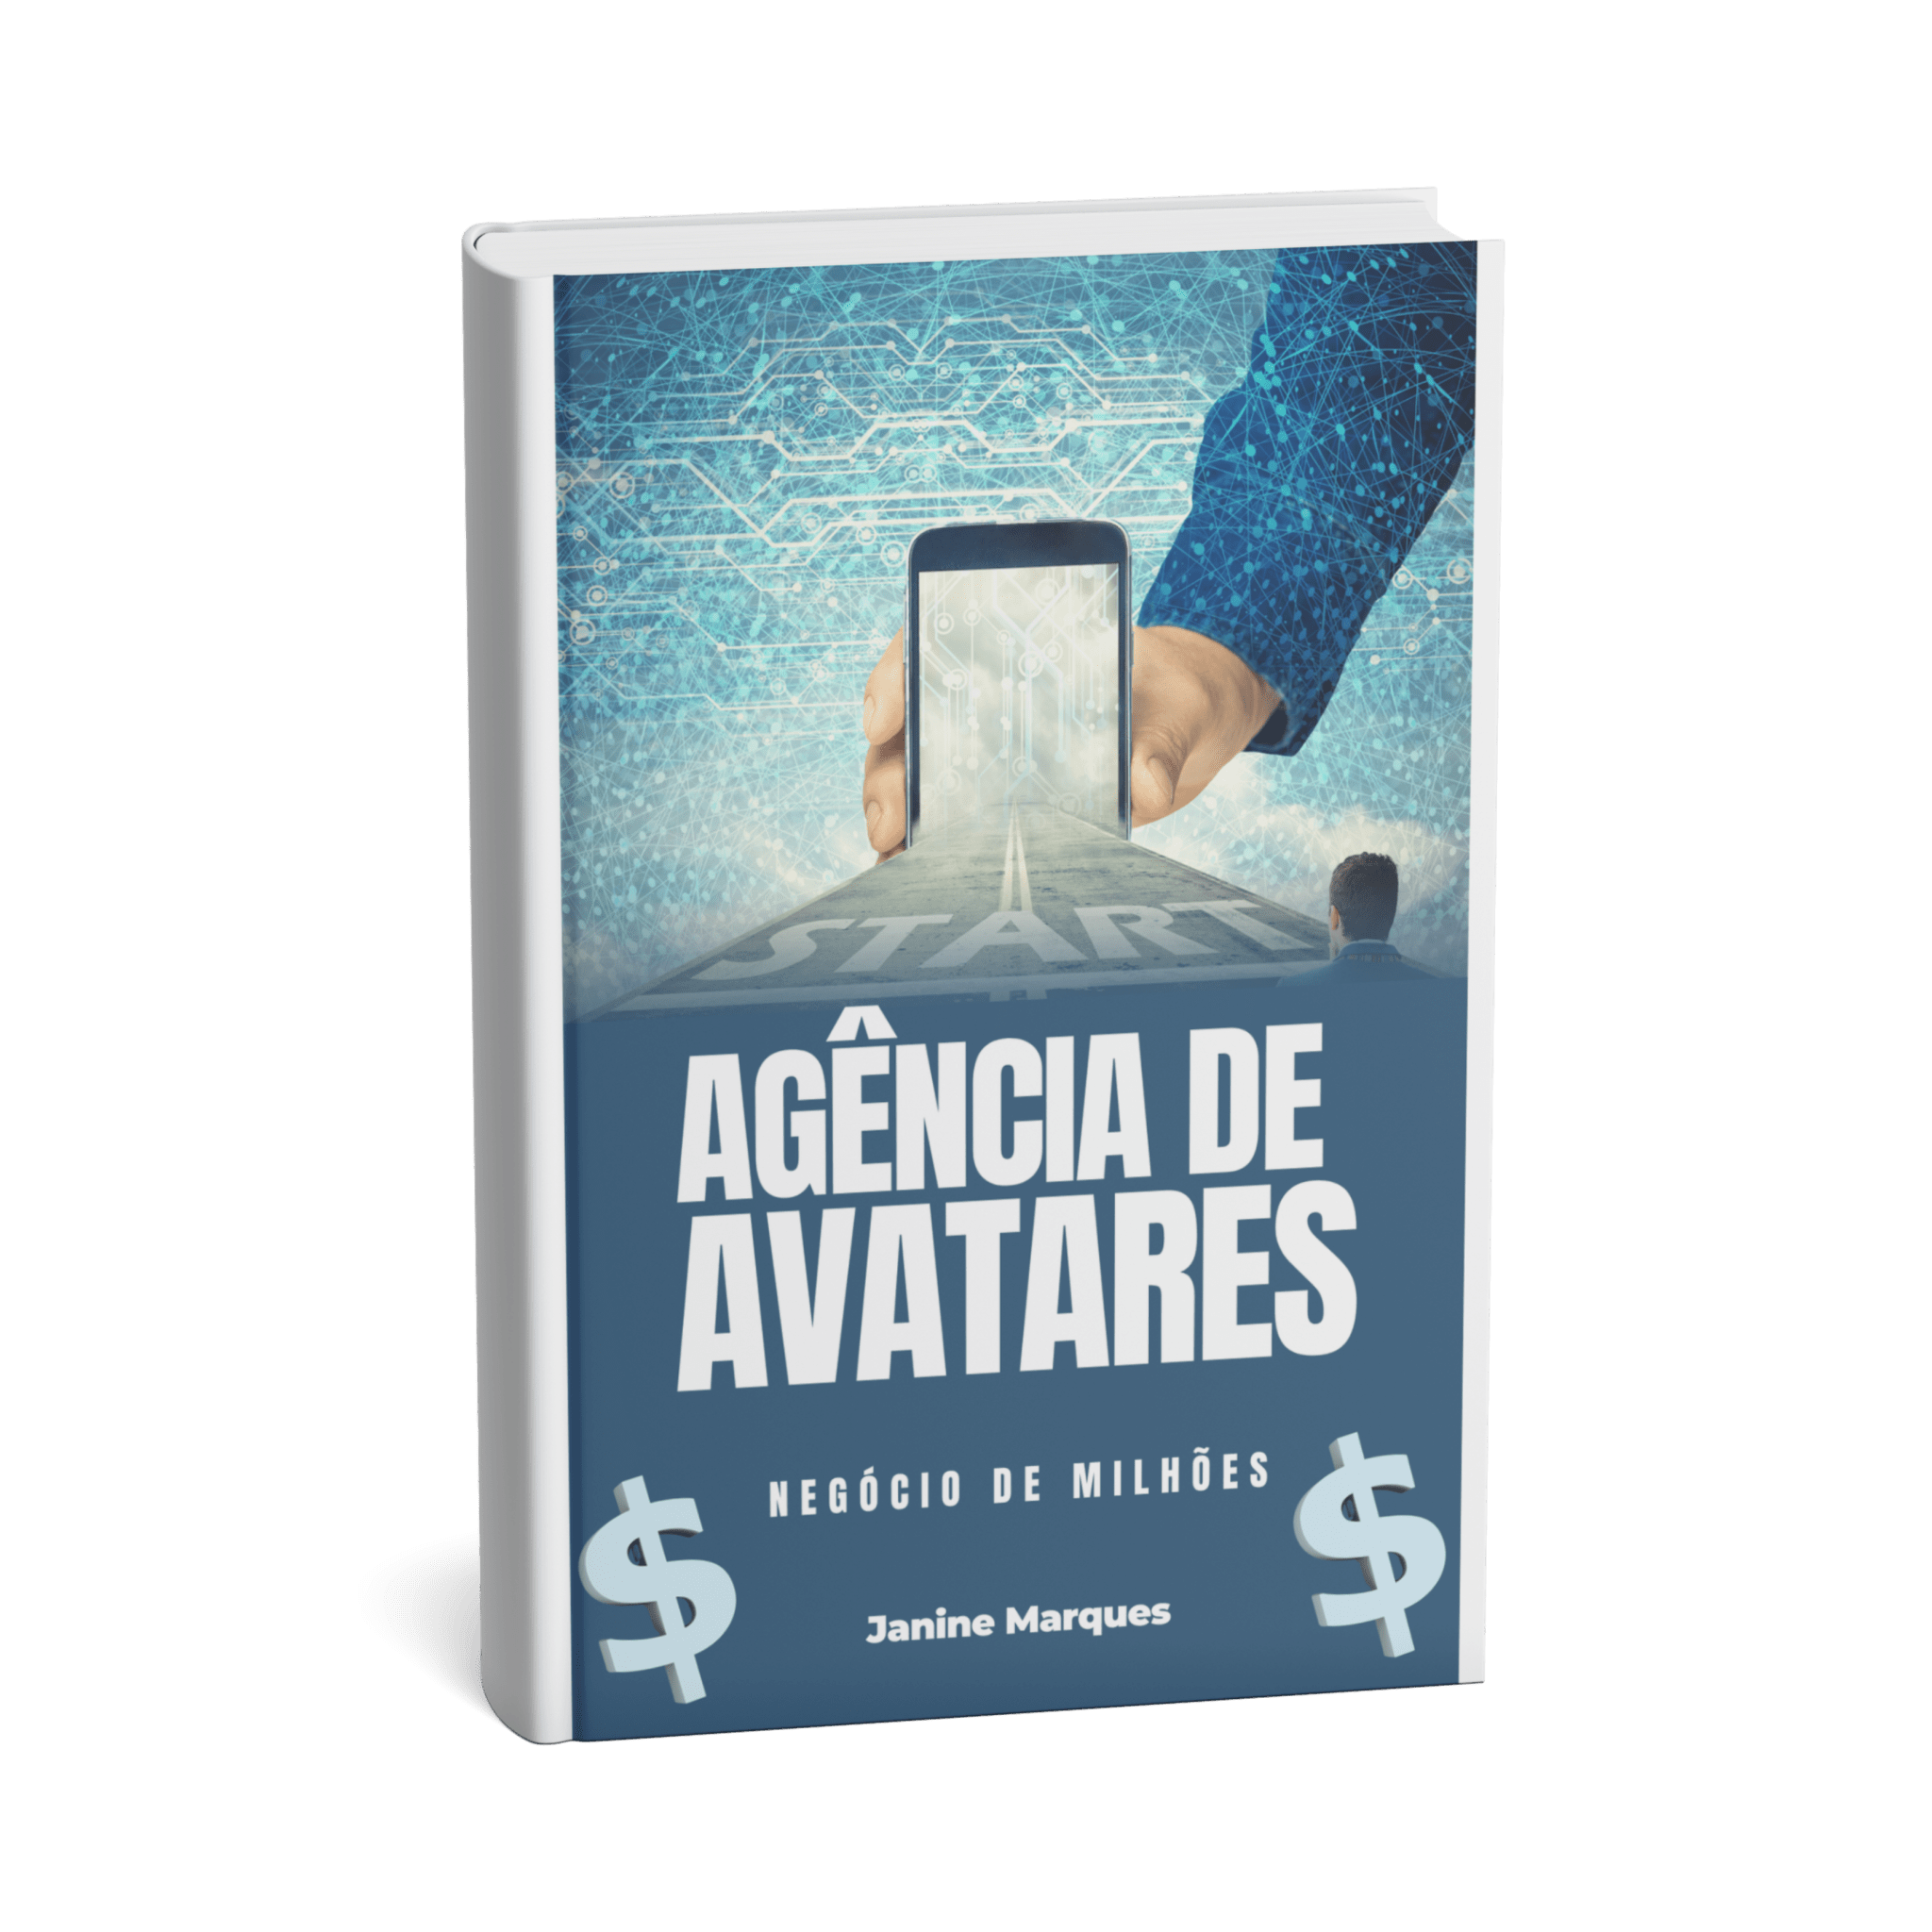 START
AGÊNCIA DE
AVATARES
NEGÓCIO DE MILHÕES
$ $
Janine Marques